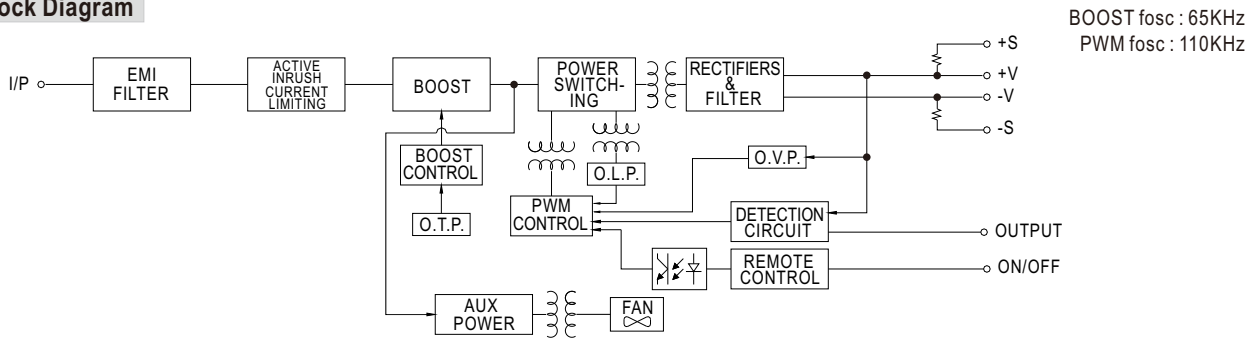 ock Diagram
BOOST fosc : 65KHz
PWM fosc : 110KHz
+S
I/P
EMI
FILTER
ACTIVE
INRUSH
CURRENT
LIMITING
BOOST
POWER
SWITCH-
ING
RECTIFIERS
&
FILTER
+V
-V
-S
BOOST
CONTROL
O.L.P.
O.V.P.
O.T.P.
PWM
CONTROL
DETECTION
CIRCUIT
OUTPUT
REMOTE
CONTROL
ON/OFF
AUX
POWER
FAN